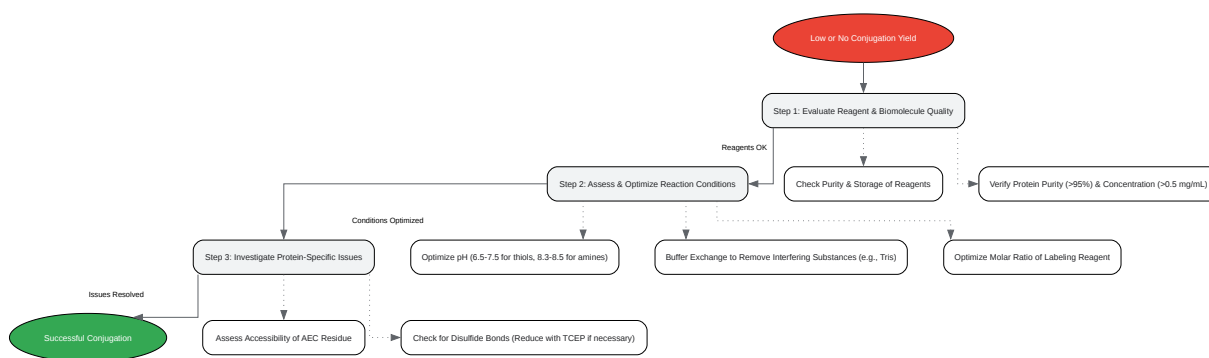 Low or No Conjugation Yield
Step 1: Evaluate Reagent & Biomolecule Quality
Reagents OK
Step 2: Assess & Optimize Reaction Conditions
Check Purity & Storage of Reagents
Verify Protein Purity (>95%) & Concentration (>0.5 mg/mL)
Conditions Optimized
Step 3: Investigate Protein-Specific Issues
Optimize pH (6.5-7.5 for thiols, 8.3-8.5 for amines)
Buffer Exchange to Remove Interfering Substances (e.g., Tris)
Optimize Molar Ratio of Labeling Reagent
Issues Resolved
Successful Conjugation
Assess Accessibility of AEC Residue
Check for Disulfide Bonds (Reduce with TCEP if necessary)